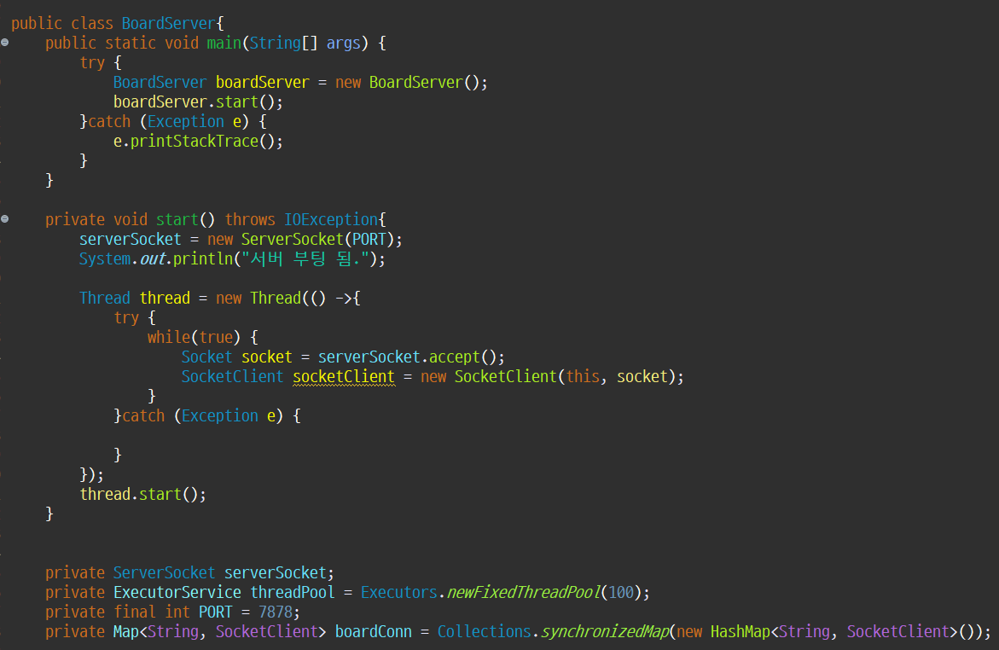 public class BoardServer{
    public static void main(String[] args) {
        try {
            BoardServer boardServer = new BoardServer();
            boardServer.start();
        }catch (Exception e) {
            e.printStackTrace();
        }
    }

    private void start() throws IOException{
        serverSocket = new ServerSocket(PORT);
        System.out.println("서버 부팅 됨.");

        Thread thread = new Thread(() ->{
            try {
                while(true) {
                    Socket socket = serverSocket.accept();
                    SocketClient socketClient = new SocketClient(this, socket);
                }
            }catch (Exception e) {

            }
        });
        thread.start();
    }


    private ServerSocket serverSocket;
    private ExecutorService threadPool = Executors.newFixedThreadPool(100);
    private final int PORT = 7878;
    private Map<String, SocketClient> boardConn = Collections.synchronizedMap(new HashMap<String, SocketClient>());